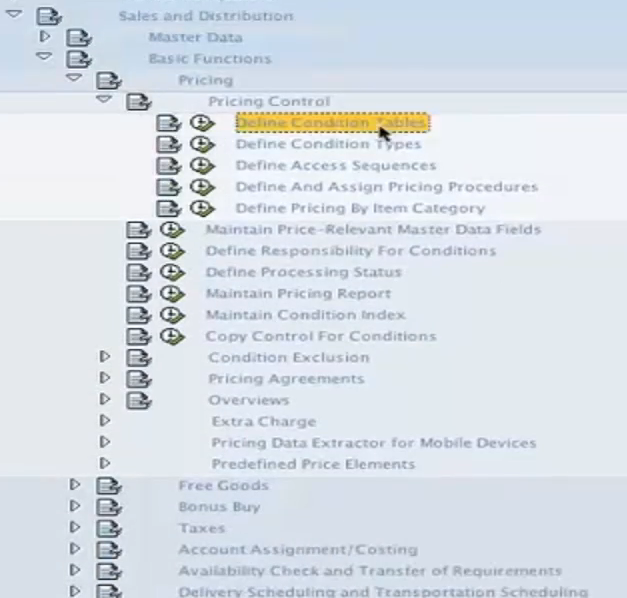 Sales and Distribution
Master Data
Basic Functions
Pricing
Pricing Control
Define Condition Tables
Define Condition Types
Define Access Sequences
Define And Assign Pricing Procedures
Define Pricing By Item Category
Maintain Price-Relevant Master Data Fields
Define Responsibility For Conditions
Define Processing Status
Maintain Pricing Report
Maintain Condition Index
Copy Control For Conditions
Condition Exclusion
Pricing Agreements
Overviews
Extra Charge
Pricing Data Extractor for Mobile Devices
Predefined Price Elements
Free Goods
Bonus Buy
Taxes
Account Assignment/Costing
Availability Check and Transfer of Requirements
Delivery Scheduling and Transportation Scheduling